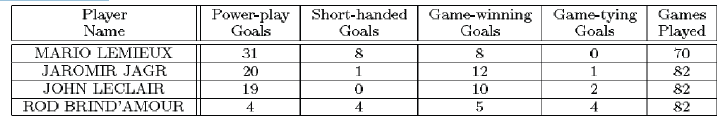 Player Name Power-play Goals Short-handed Goals Game-winning Goals Game-tying Goals Games Played
MARIO LEMIEUX 31 8 8 0 70
JAROMIR JAGR 20 1 12 1 82
JOHN LECLAIR 19 0 10 2 82
ROD BRIND'AMOUR 4 4 5 4 82